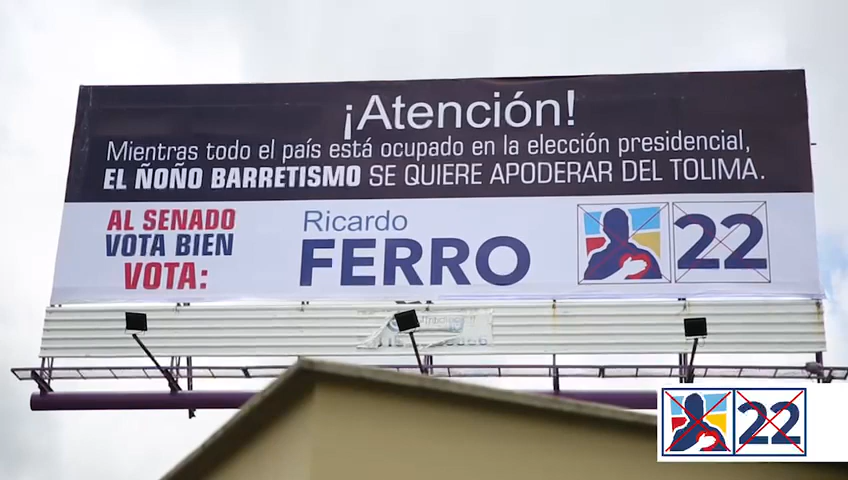 ¡Atención!
Mientras todo el país está ocupado en la elección presidencial,
EL ÑOÑO BARRETISMO SE QUIERE APODERAR DEL TOLIMA.
AL SENADO
VOTA BIEN
VOTA:
Ricardo
FERRO
22
22